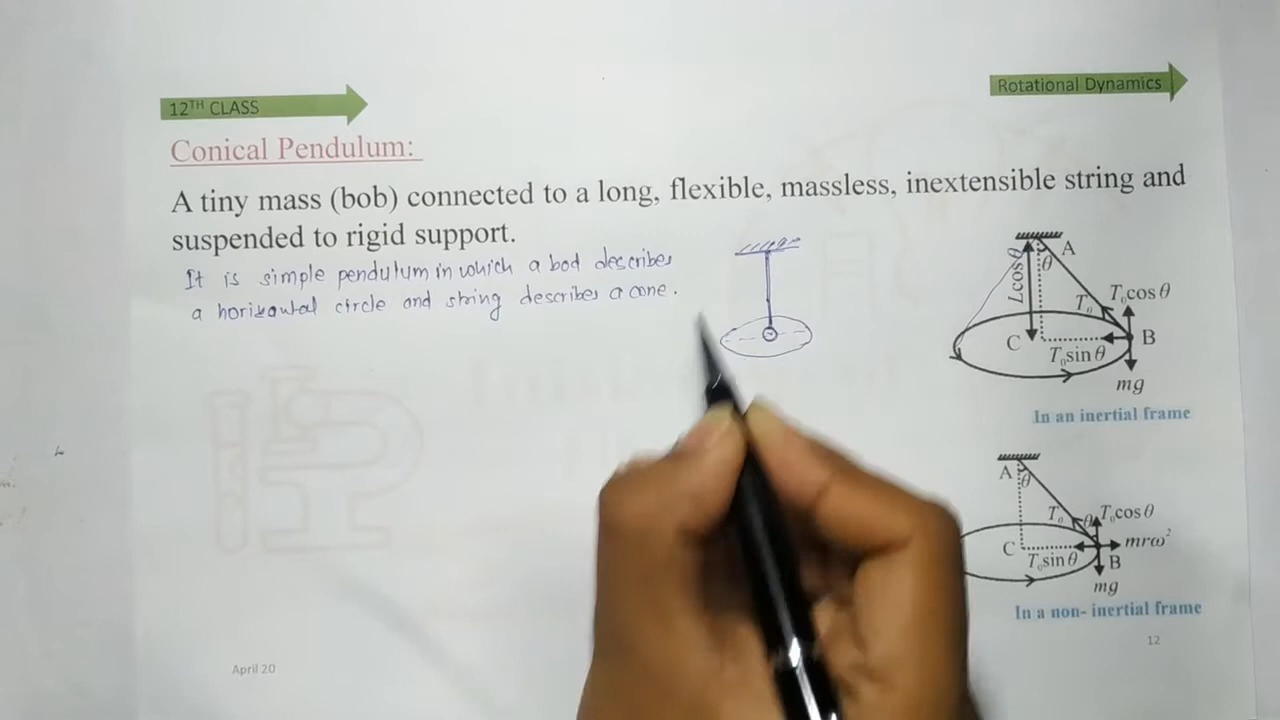 12TH CLASS
Rotational Dynamics
Conical Pendulum:
A tiny mass (bob) connected to a long, flexible, massless, inextensible string and
suspended to rigid support.
It is simple pendulum in which a bod describes
a horizontal circle and string describes a cone.
A
θ
Lcosθ
T₀
T₀cosθ
C
B
T₀sinθ
mg
In an inertial frame
A
θ
T₀
θ
T₀cosθ
C
mrω²
T₀sinθ
B
mg
In a non- inertial frame
12
April 20